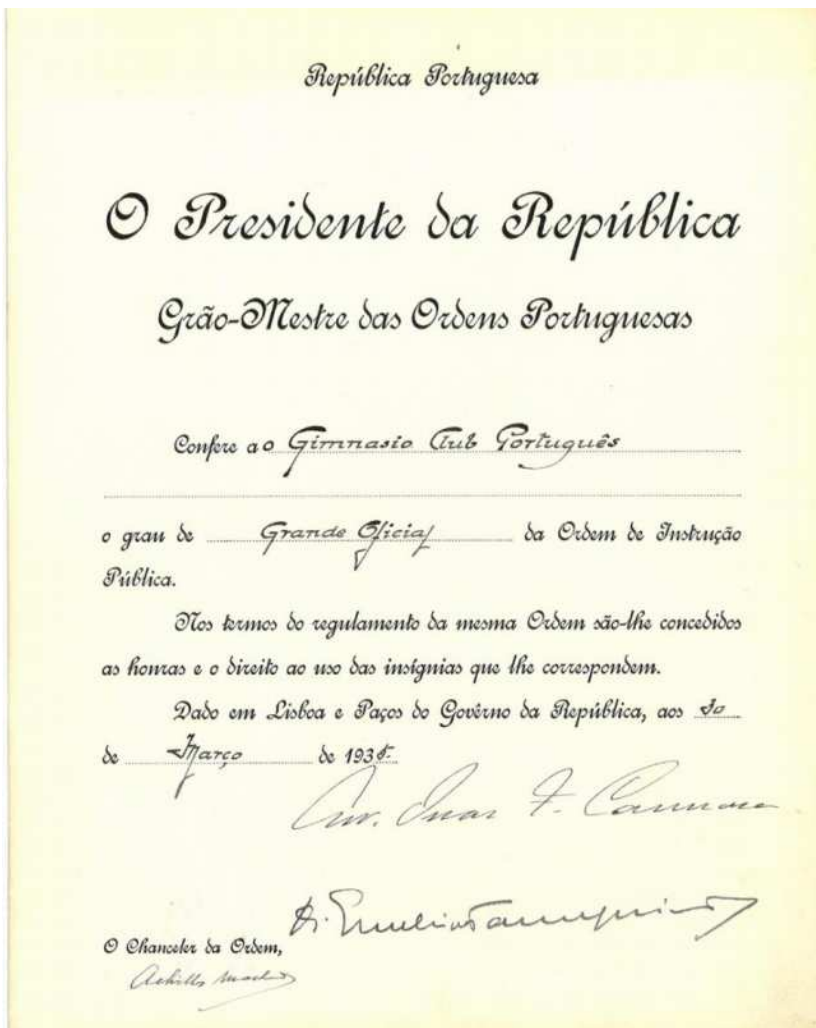 República Portuguesa
O Presidente da República
Grão-Mestre das Ordens Portuguesas
Confere ao Gimnasio Club Português
o grau de Grande Oficial da Ordem de Instrução
Pública.
Nos termos do regulamento da mesma Ordem são-lhe concedidos
as honras e o direito ao uso das insígnias que lhe correspondem.
Dado em Lisboa e Paços do Govêrno da República, aos 30
de Março de 1935
O Chanceler da Ordem,